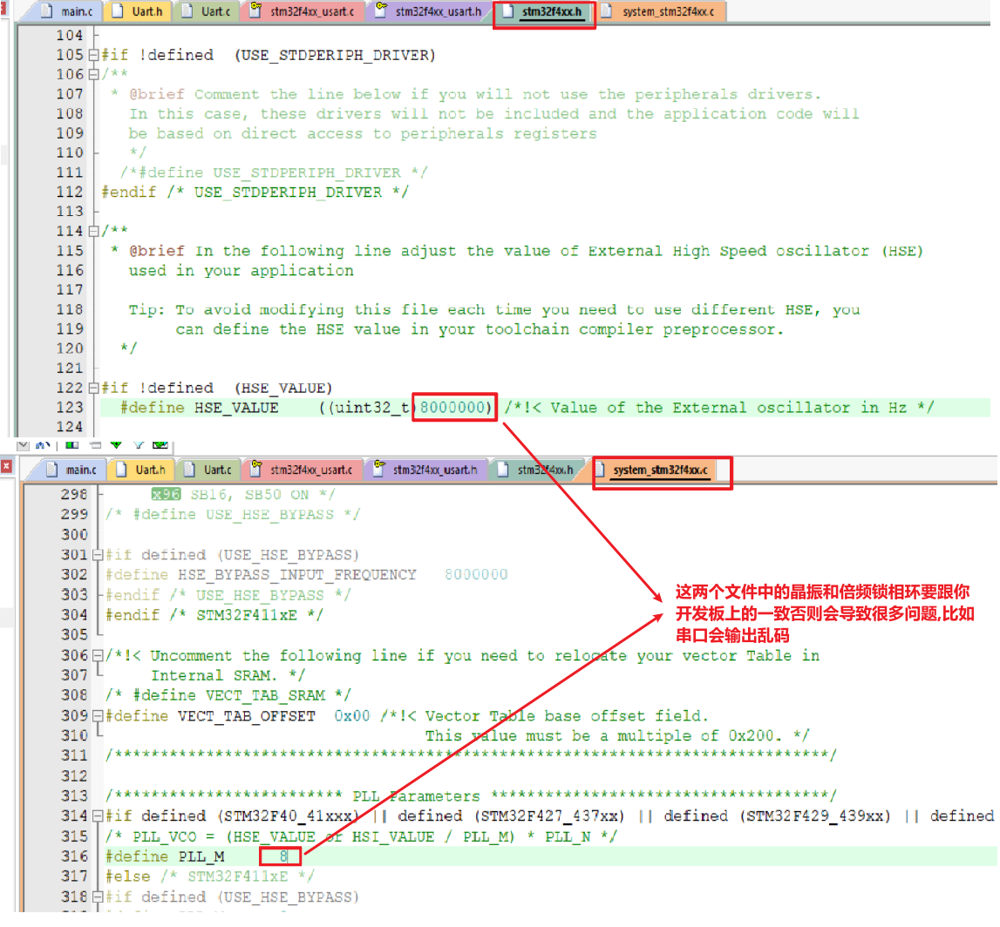 main.c Uart.h Uart.c stm32f4xx_usart.c stm32f4xx_usart.h stm32f4xx.h system_stm32f4xx.c
104
105 #if !defined  (USE_STDPERIPH_DRIVER)
106 /**
107  * @brief Comment the line below if you will not use the peripherals drivers.
108    In this case, these drivers will not be included and the application code will
109    be based on direct access to peripherals registers
110    */
111   /*#define USE_STDPERIPH_DRIVER */
112 #endif /* USE_STDPERIPH_DRIVER */
113
114 /**
115  * @brief In the following line adjust the value of External High Speed oscillator (HSE)
116    used in your application
117
118    Tip: To avoid modifying this file each time you need to use different HSE, you
119         can define the HSE value in your toolchain compiler preprocessor.
120   */
121
122 #if !defined  (HSE_VALUE)
123   #define HSE_VALUE    ((uint32_t)8000000) /*!< Value of the External oscillator in Hz */
124
main.c Uart.h Uart.c stm32f4xx_usart.c stm32f4xx_usart.h stm32f4xx.h system_stm32f4xx.c
298      x96 SB16, SB50 ON */
299 /* #define USE_HSE_BYPASS */
300
301 #if defined (USE_HSE_BYPASS)
302 #define HSE_BYPASS_INPUT_FREQUENCY   8000000
303 #endif /* USE_HSE_BYPASS */
304 #endif /* STM32F411xE */
305
306 /*!< Uncomment the following line if you need to relocate your vector Table in
307      Internal SRAM. */
308 /* #define VECT_TAB_SRAM */
309 #define VECT_TAB_OFFSET  0x00 /*!< Vector Table base offset field.
310                                    This value must be a multiple of 0x200. */
311 /******************************************************************************/
312
313 /************************* PLL Parameters *************************************/
314 #if defined (STM32F40_41xxx) || defined (STM32F427_437xx) || defined (STM32F429_439xx) || defined
315 /* PLL_VCO = (HSE_VALUE or HSI_VALUE / PLL_M) * PLL_N */
316 #define PLL_M      8
317 #else /* STM32F411xE */
318 #if defined (USE_HSE_BYPASS)
这两个文件中的晶振和倍频锁相环要跟你
开发板上的一致否则会导致很多问题,比如
串口会输出乱码